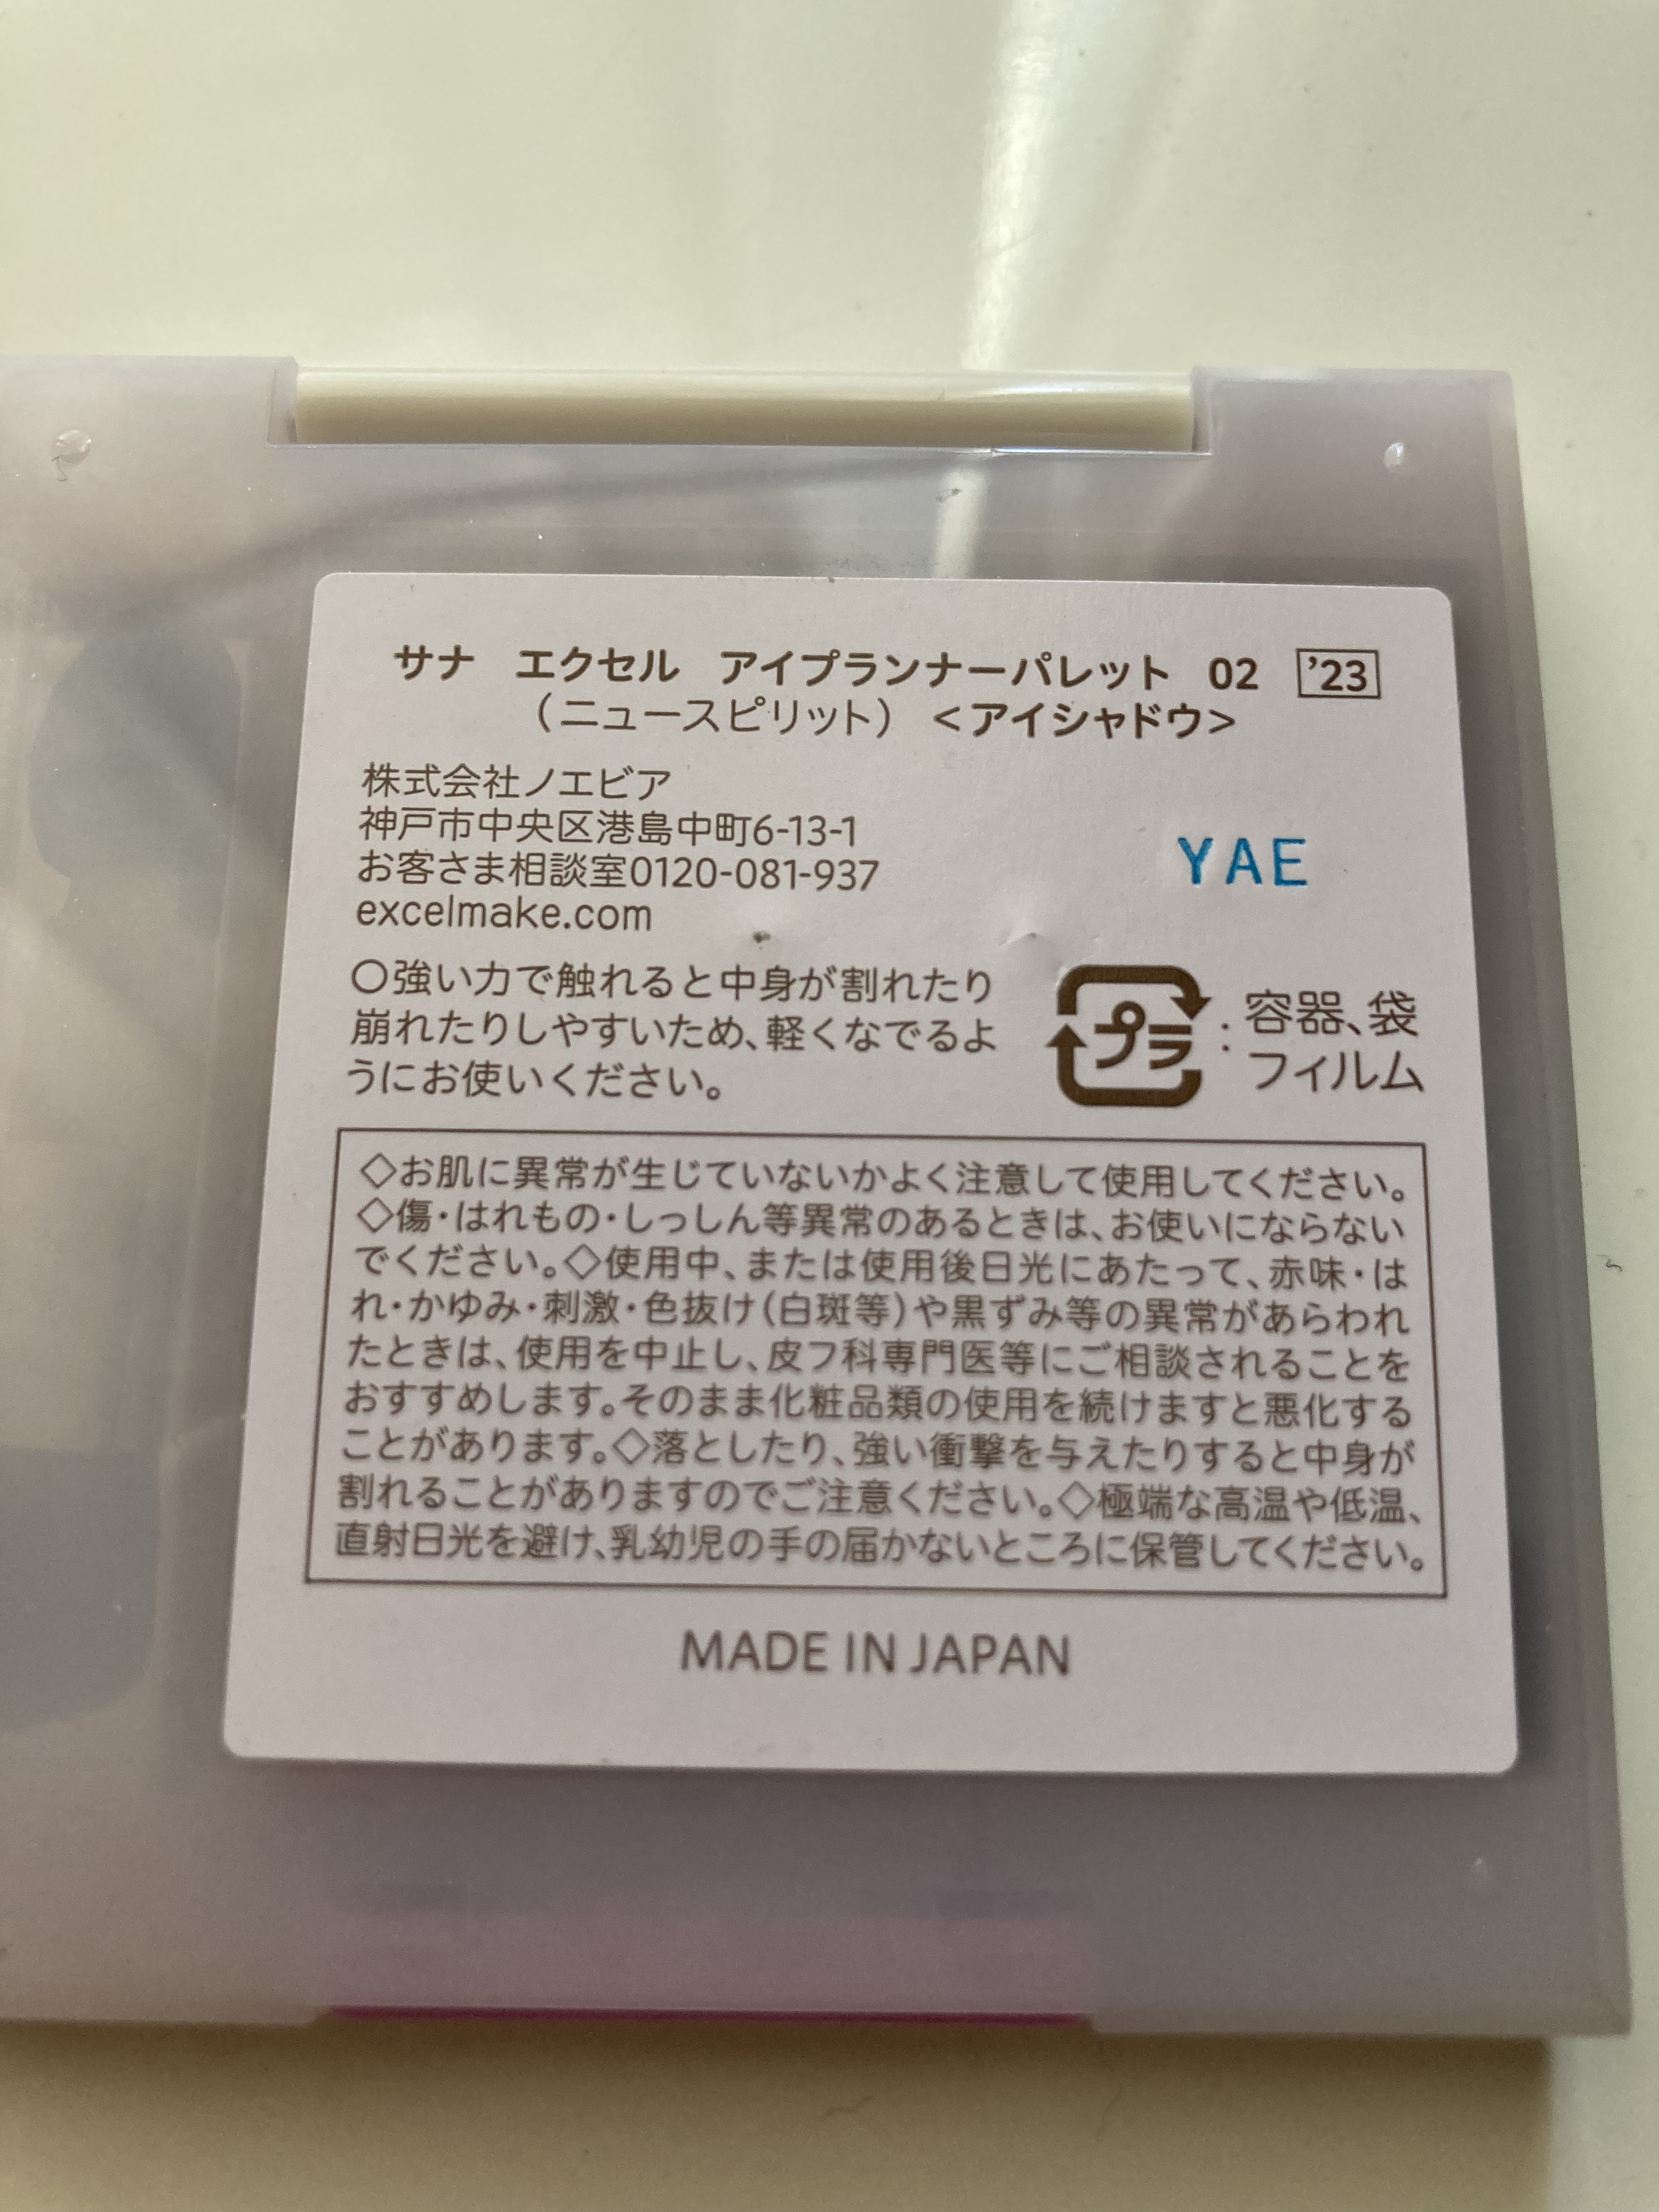 サナ エクセル アイプランナーパレット 02 ’23
（ニュースピリット）＜アイシャドウ＞
株式会社ノエビア
神戸市中央区港島中町6-13-1
お客さま相談室0120-081-937
excelmake.com
YAE
〇強い力で触れると中身が割れたり
崩れたりしやすいため、軽くなでるよ
うにお使いください。
プラ：容器、袋
フィルム
◇お肌に異常が生じていないかよく注意して使用してください。
◇傷・はれもの・しっしん等異常のあるときは、お使いにならない
でください。◇使用中、または使用後日光にあたって、赤味・は
れ・かゆみ・刺激・色抜け（白斑等）や黒ずみ等の異常があらわれ
たときは、使用を中止し、皮フ科専門医等にご相談されることを
おすすめします。そのまま化粧品類の使用を続けますと悪化する
ことがあります。◇落としたり、強い衝撃を与えたりすると中身が
割れることがありますのでご注意ください。◇極端な高温や低温、
直射日光を避け、乳幼児の手の届かないところに保管してください。
MADE IN JAPAN